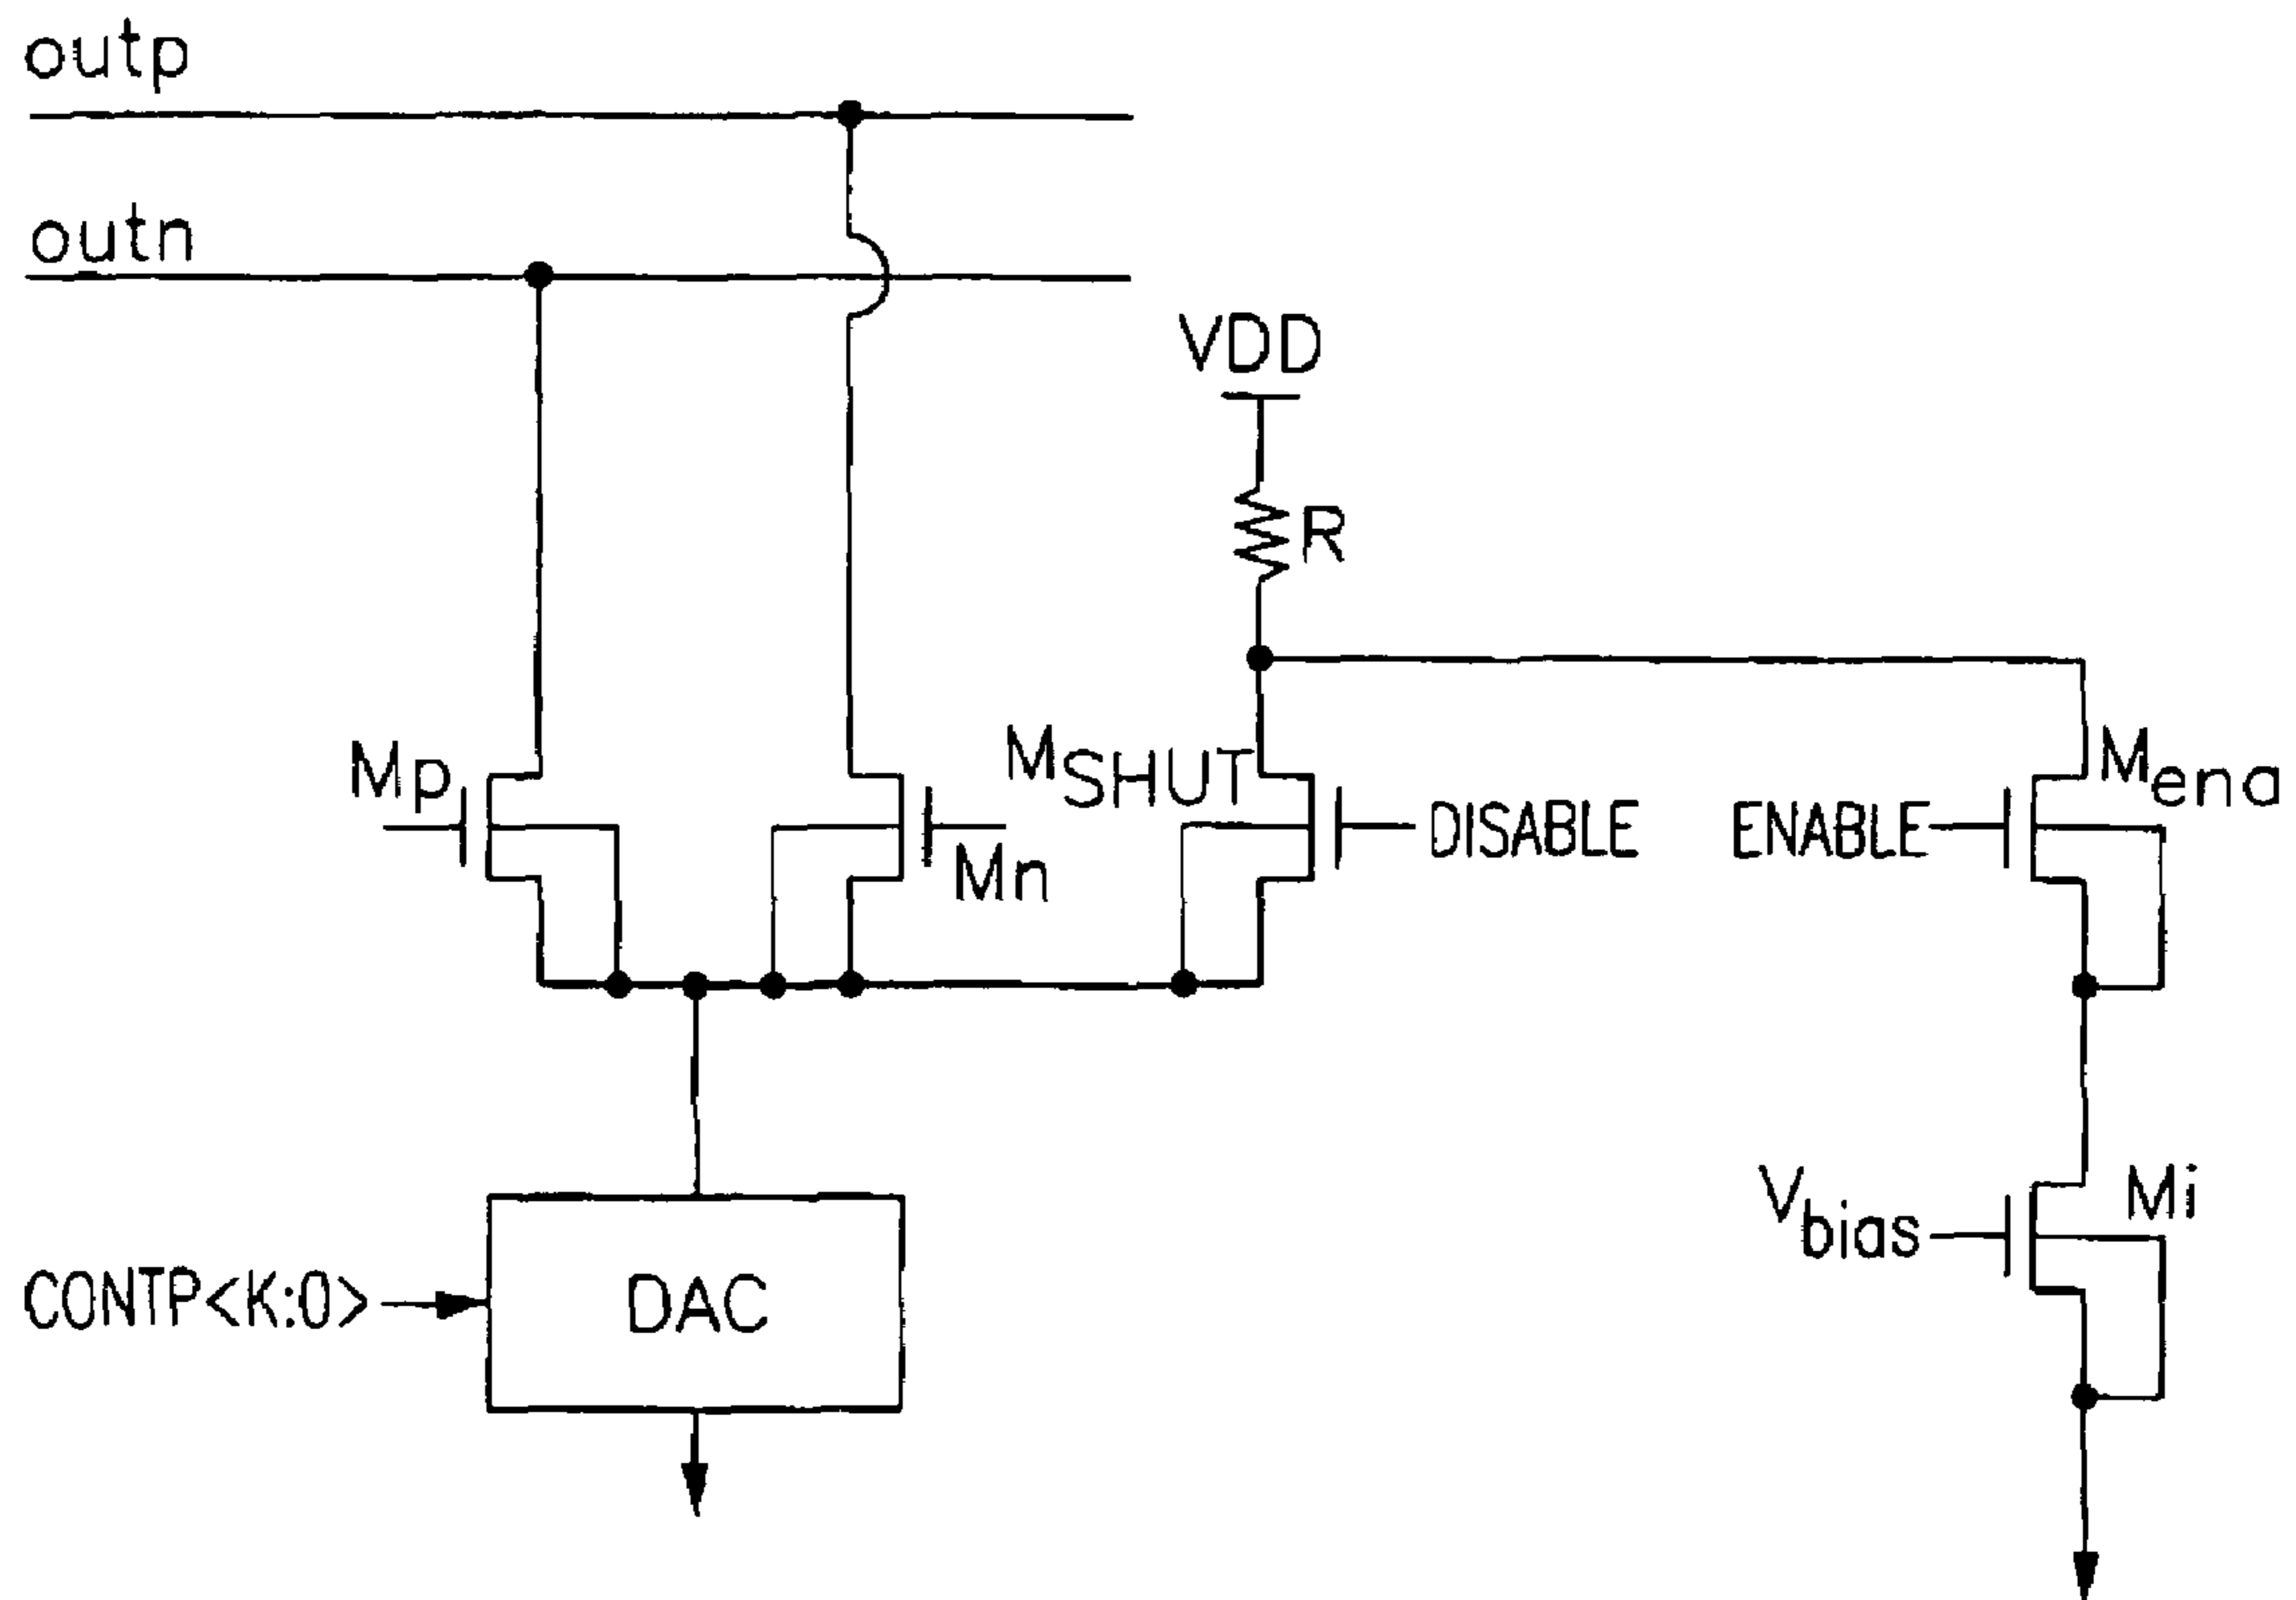 outp
outn
VDD
R
Mp
Mn
MSHUT
DISABLE
ENABLE
Mena
Vbias
Mi
CONTP<K:0>
DAC